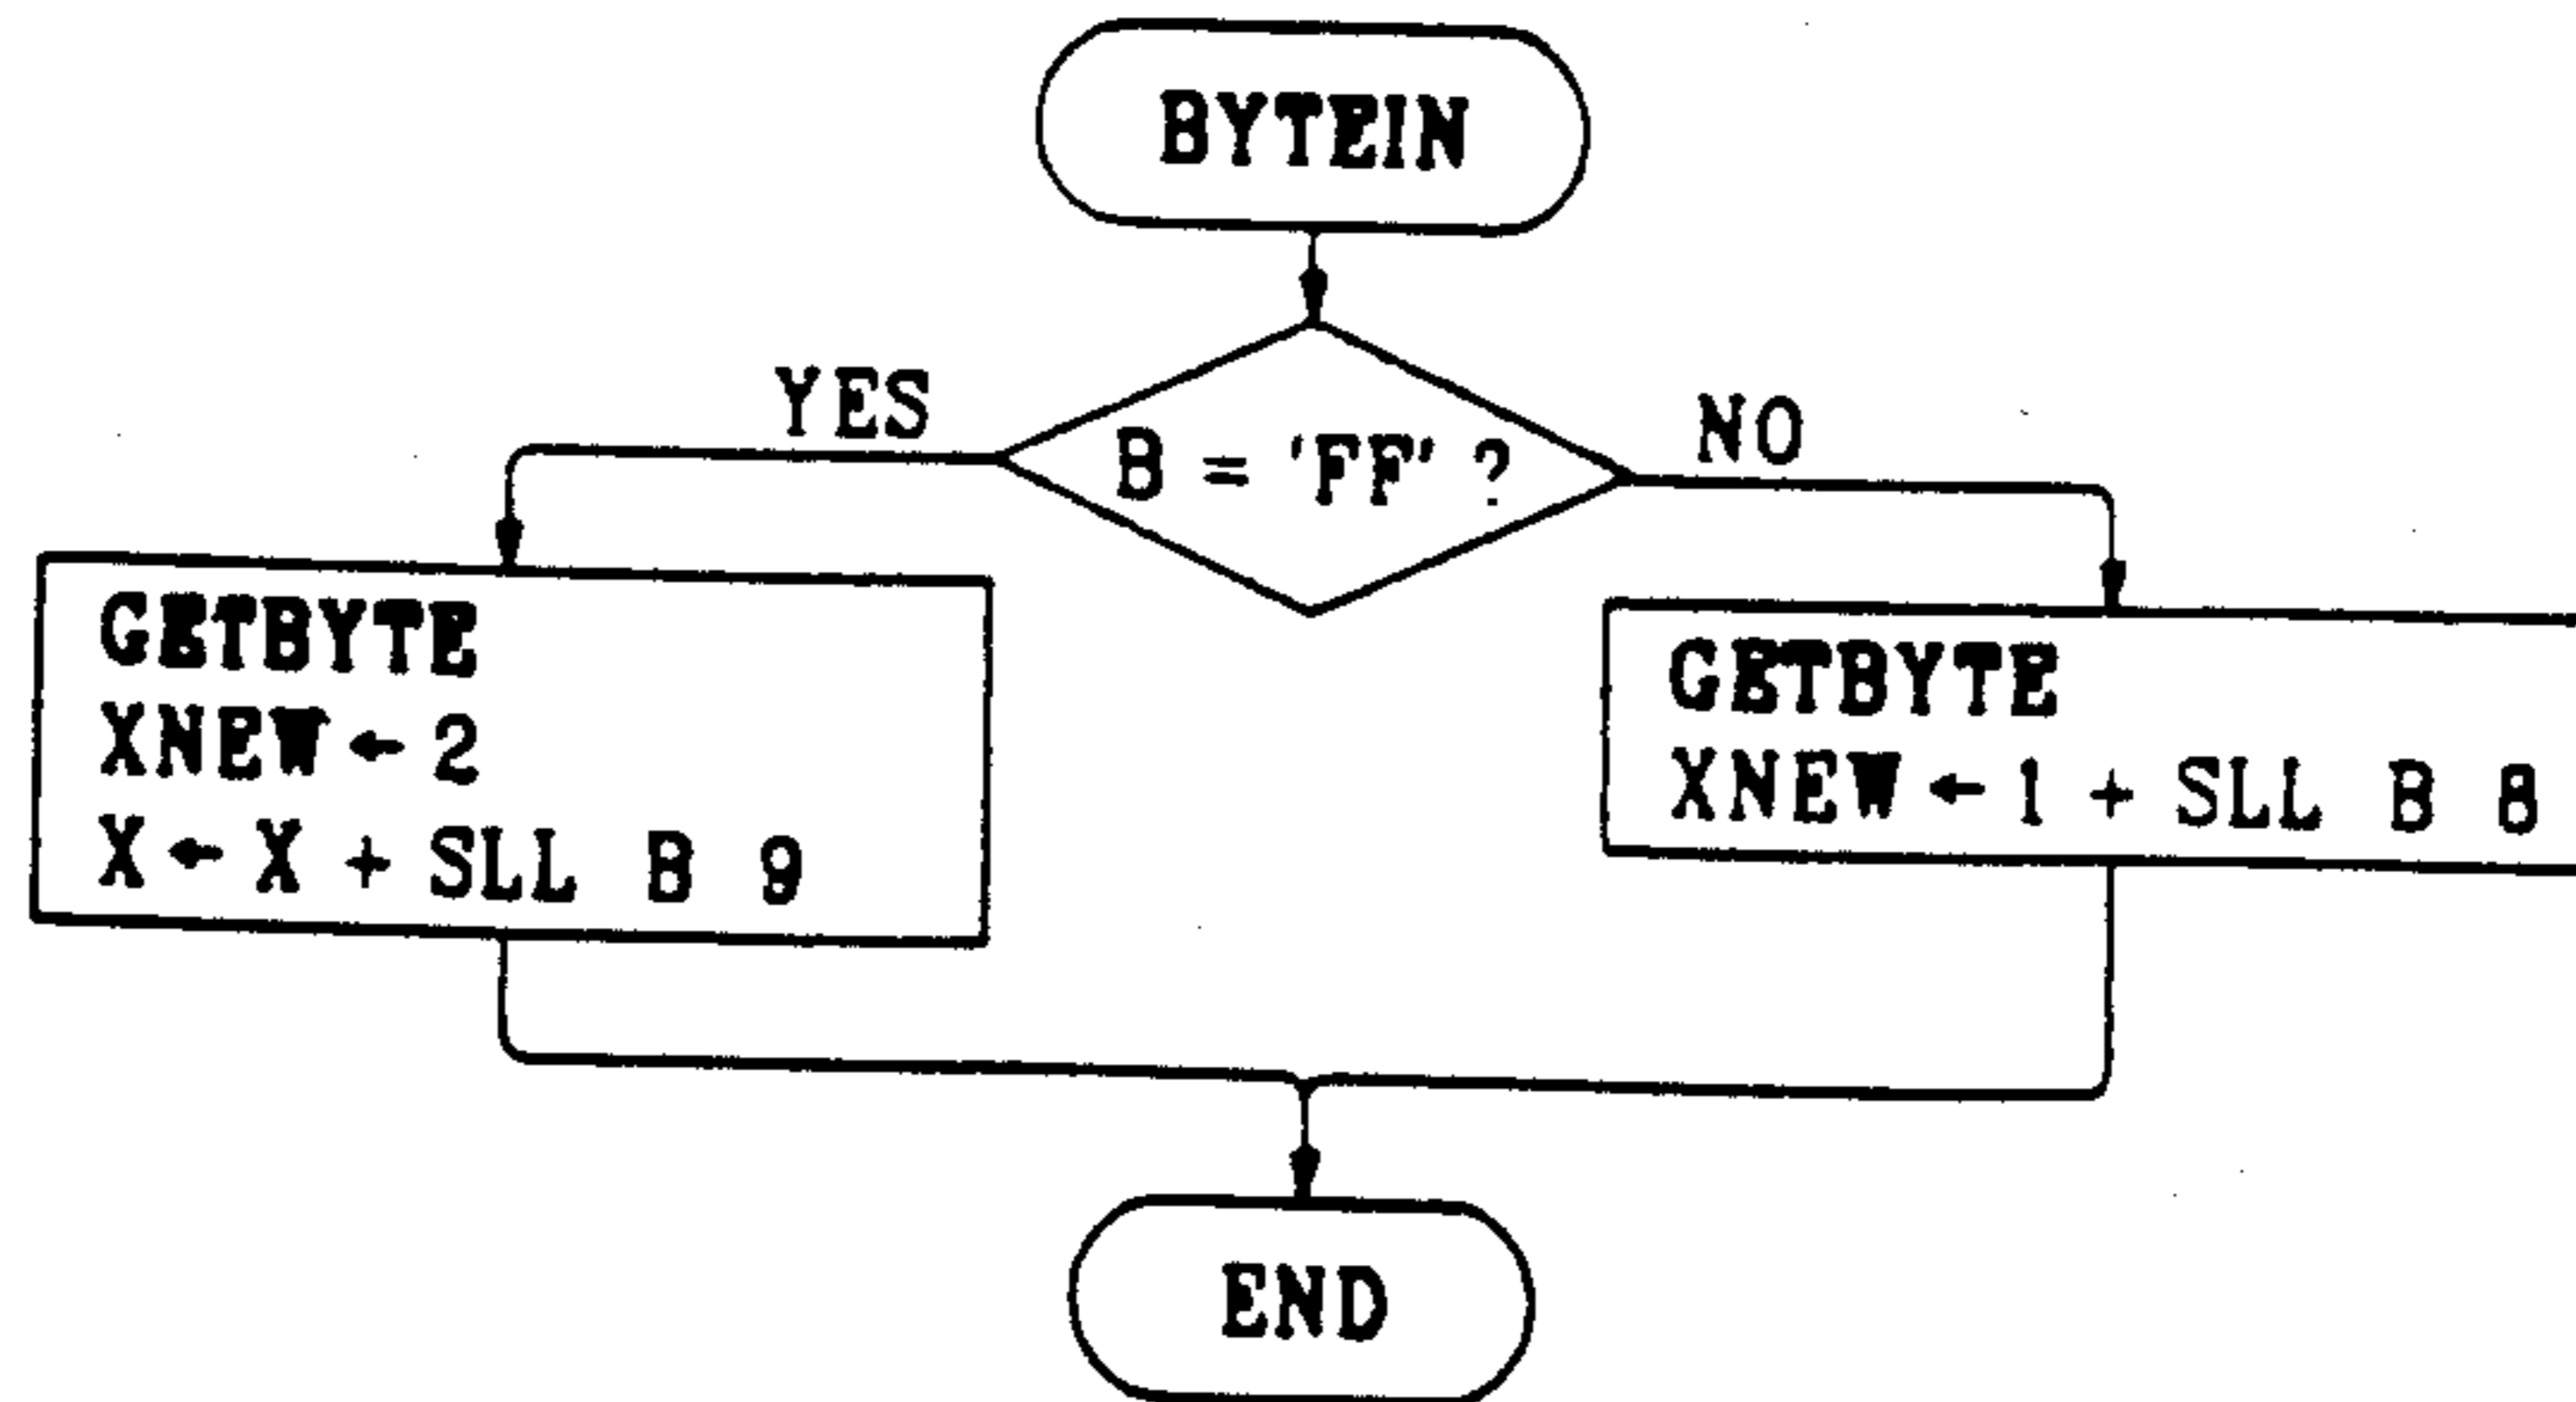 BYTEIN
YES
NO
B = 'FF' ?
GETBYTE
XNEW ← 2
X ← X + SLL B 9
GETBYTE
XNEW ← 1 + SLL B 8
END